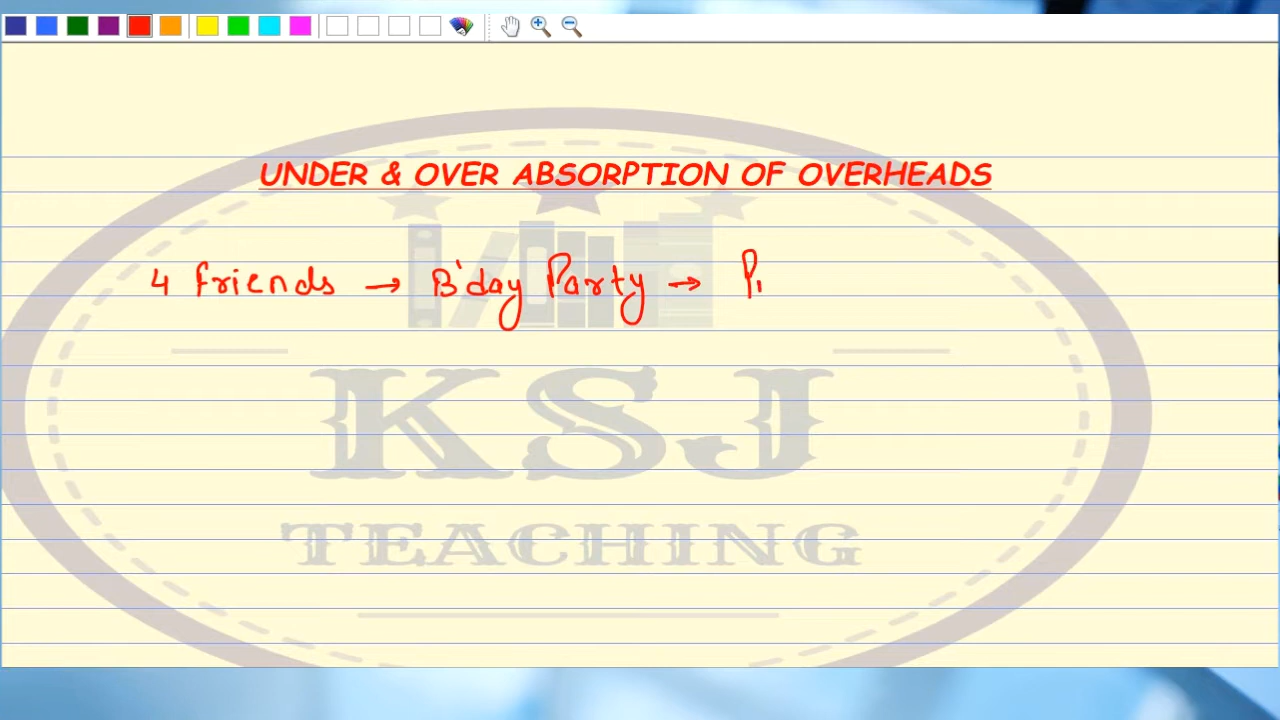 UNDER & OVER ABSORPTION OF OVERHEADS
4 friends → B'day Party →
KSJ
TEACHING